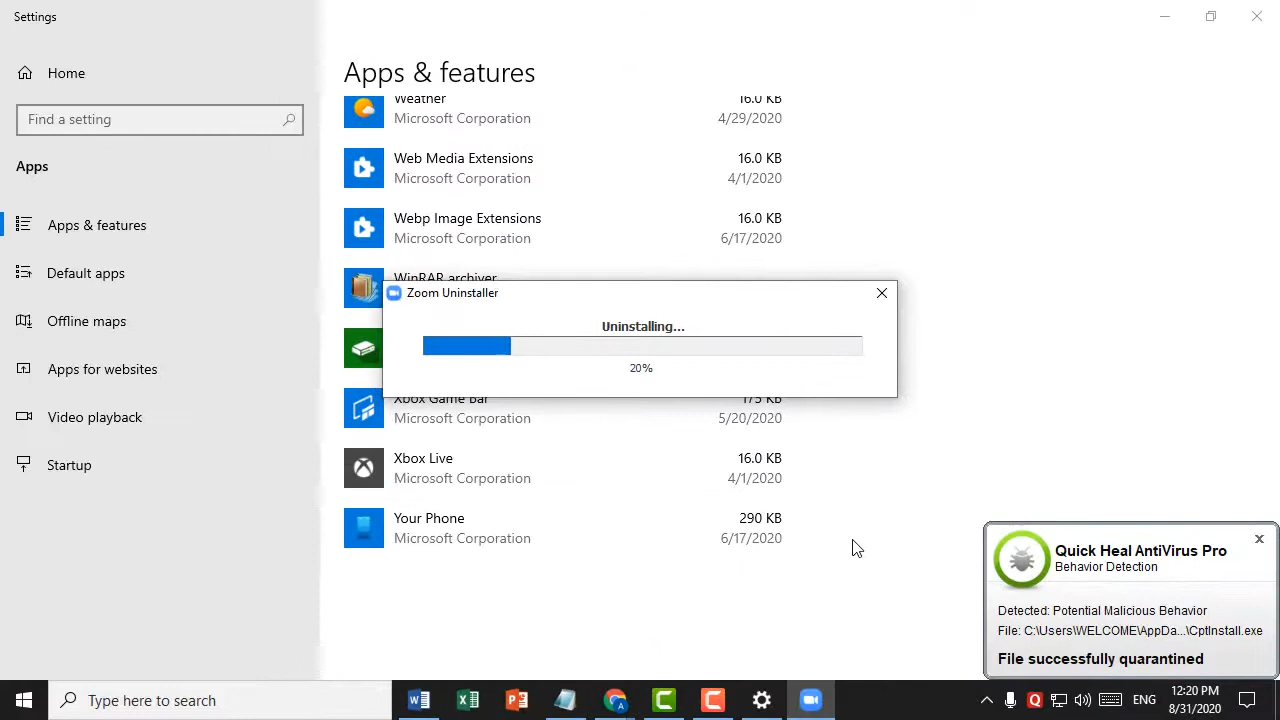 Settings
Home
Find a setting
Apps
Apps & features
Default apps
Offline maps
Apps for websites
Video playback
Startup
Apps & features
Weather 16.0 KB
Microsoft Corporation 4/29/2020
Web Media Extensions 16.0 KB
Microsoft Corporation 4/1/2020
Webp Image Extensions 16.0 KB
Microsoft Corporation 6/17/2020
WinRAR archiver
Zoom Uninstaller
Uninstalling...
20%
Xbox Game Bar 175 KB
Microsoft Corporation 5/20/2020
Xbox Live 16.0 KB
Microsoft Corporation 4/1/2020
Your Phone 290 KB
Microsoft Corporation 6/17/2020
Quick Heal AntiVirus Pro
Behavior Detection
Detected: Potential Malicious Behavior
File: C:\Users\WELCOME\AppDa...\CptInstall.exe
File successfully quarantined
Type here to search
ENG
12:20 PM
8/31/2020